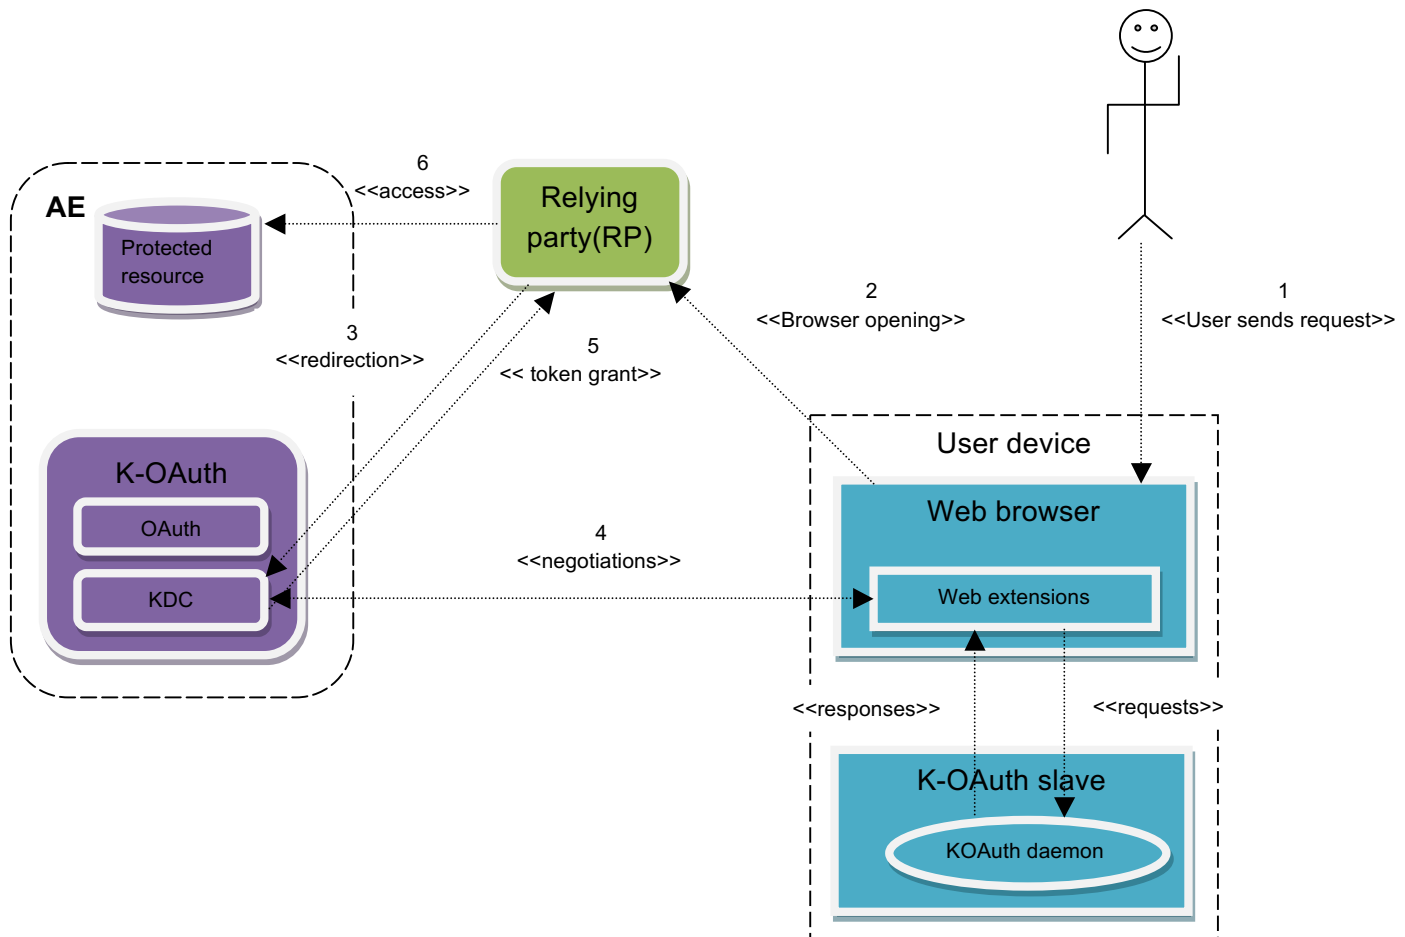 6
<<access>>
AE
Protected
resource
Relying
party(RP)
2
<<Browser opening>>
1
<<User sends request>>
3
<<redirection>>
5
<< token grant>>
User device
K-OAuth
OAuth
KDC
4
<<negotiations>>
Web browser
Web extensions
<<responses>>
<<requests>>
K-OAuth slave
KOAuth daemon